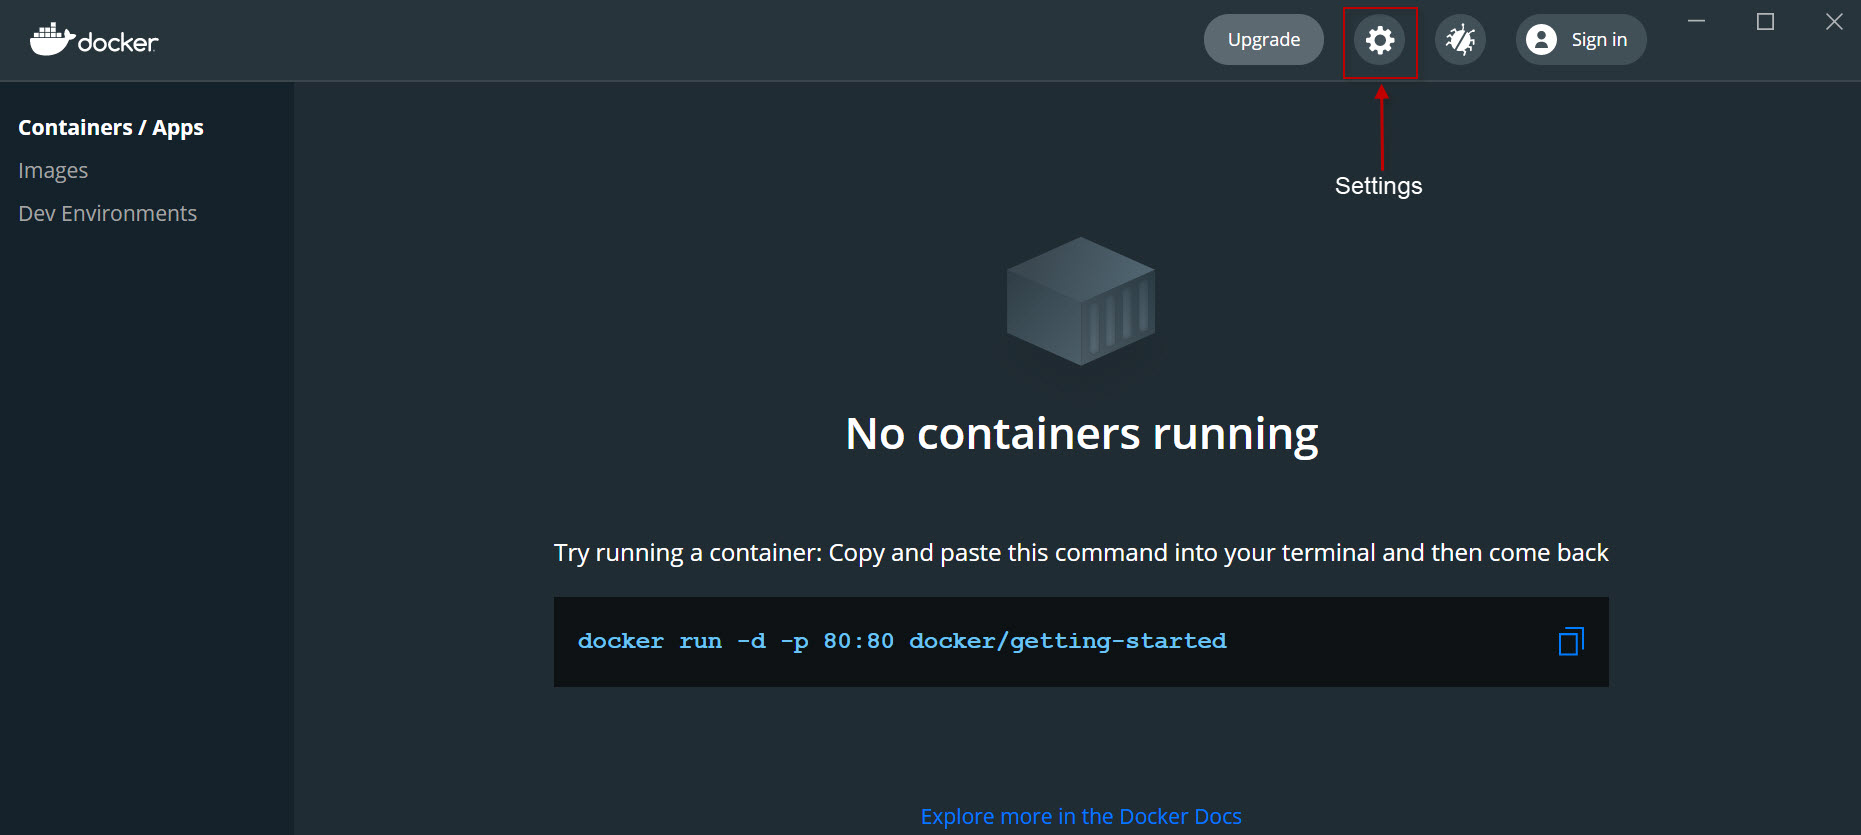 docker
Upgrade
Sign in
Settings
Containers / Apps
Images
Dev Environments
No containers running
Try running a container: Copy and paste this command into your terminal and then come back
docker run -d -p 80:80 docker/getting-started
Explore more in the Docker Docs